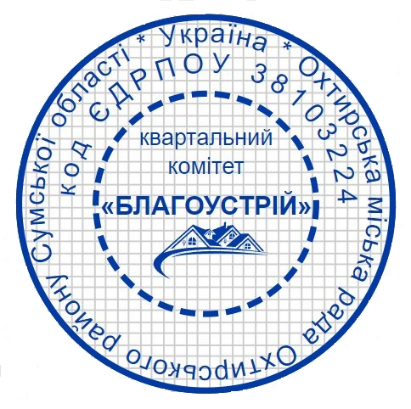 * Україна * Охтирська міська рада Охтирського району Сумської області
код ЄДРПОУ 38103224
квартальний
комітет
«БЛАГОУСТРІЙ»